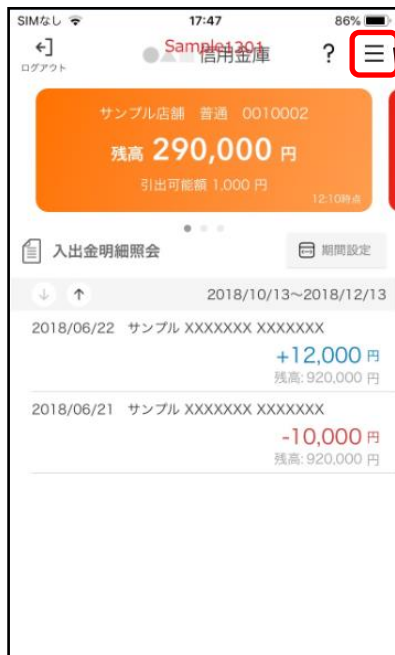 SIMなし 17:47 86%
ログアウト
Sample1201
●▲■信用金庫 ?
サンプル店舗 普通 0010002
残高 290,000 円
引出可能額 1,000 円
12:10時点
入出金明細照会 期間設定
↓ ↑ 2018/10/13～2018/12/13
2018/06/22 サンプル XXXXXXX XXXXXXX
+12,000 円
残高: 920,000 円
2018/06/21 サンプル XXXXXXX XXXXXXX
-10,000 円
残高: 920,000 円